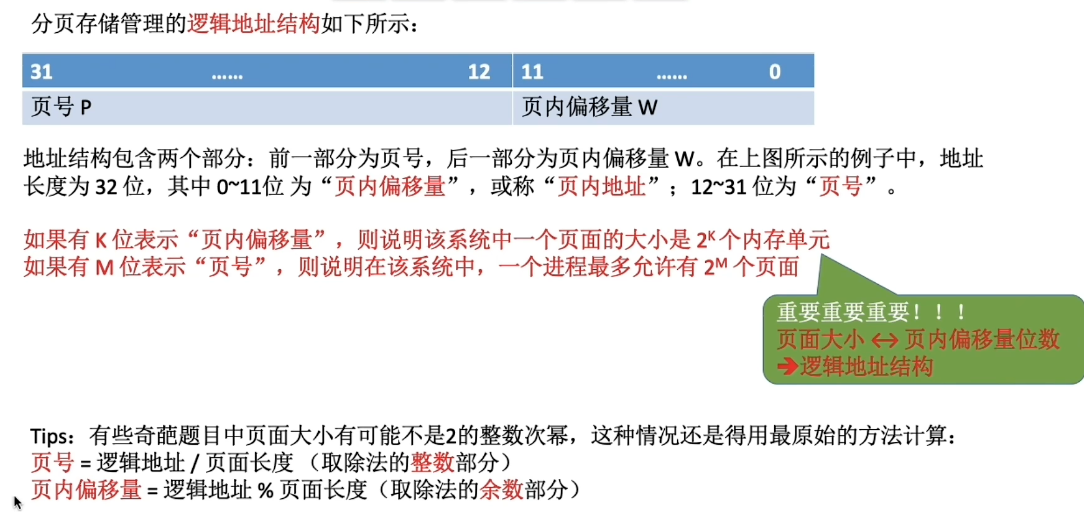 分页存储管理的逻辑地址结构如下所示：
31 …… 12 11 …… 0
页号 P 页内偏移量 W
地址结构包含两个部分：前一部分为页号，后一部分为页内偏移量 W。在上图所示的例子中，地址
长度为 32 位，其中 0~11位 为“页内偏移量”，或称“页内地址”；12~31 位为“页号”。
如果有 K 位表示“页内偏移量”，则说明该系统中一个页面的大小是 2ᴷ 个内存单元
如果有 M 位表示“页号”，则说明在该系统中，一个进程最多允许有 2ᴹ 个页面
重要重要重要！！！
页面大小 ↔ 页内偏移量位数
➔逻辑地址结构
Tips：有些奇葩题目中页面大小有可能不是2的整数次幂，这种情况还是得用最原始的方法计算：
页号 = 逻辑地址 / 页面长度 （取除法的整数部分）
页内偏移量 = 逻辑地址 % 页面长度（取除法的余数部分）